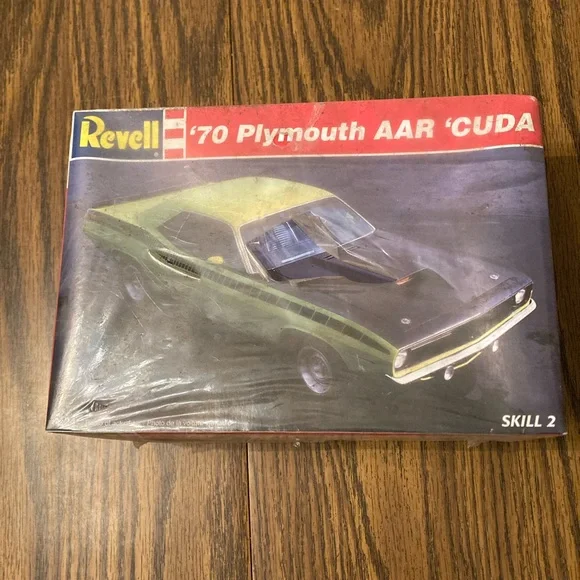 Revell
'70 Plymouth AAR 'CUDA
SKILL 2